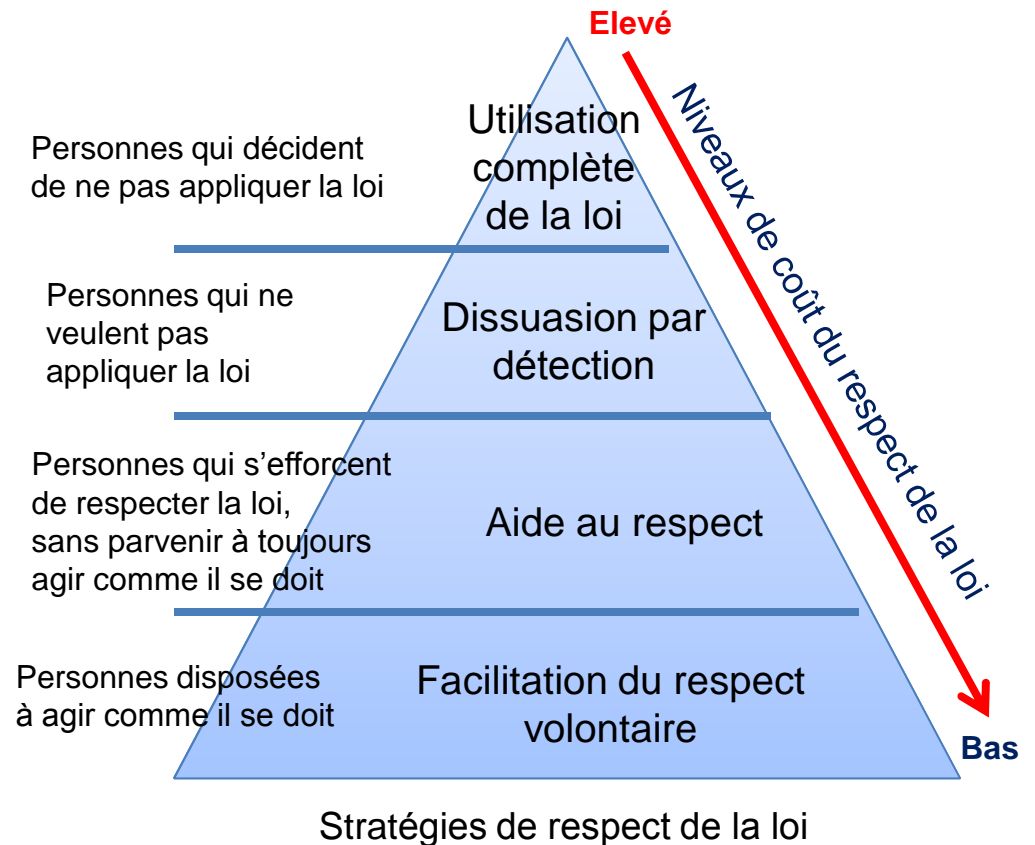 Elevé
Niveaux de coût du respect de la loi
Bas
Personnes qui décident
de ne pas appliquer la loi
Utilisation
complète
de la loi
Personnes qui ne
veulent pas
appliquer la loi
Dissuasion par
détection
Personnes qui s’efforcent
de respecter la loi,
sans parvenir à toujours
agir comme il se doit
Aide au respect
Personnes disposées
à agir comme il se doit
Facilitation du respect
volontaire
Stratégies de respect de la loi